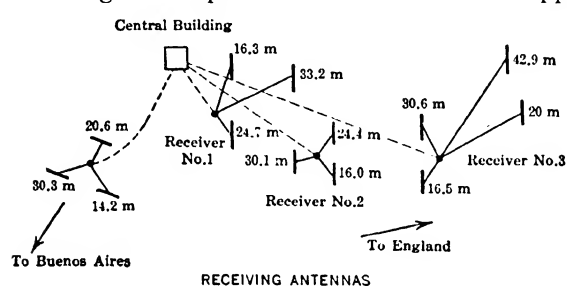 Central Building
16.3 m
33.2 m
42.9 m
20.6 m
24.7 m
Receiver
No.1
24.4 m
30.6 m
20 m
30.3 m
14.2 m
30.1 m
16.0 m
Receiver No.2
Receiver No.3
16.5 m
To England
To Buenos Aires
RECEIVING ANTENNAS